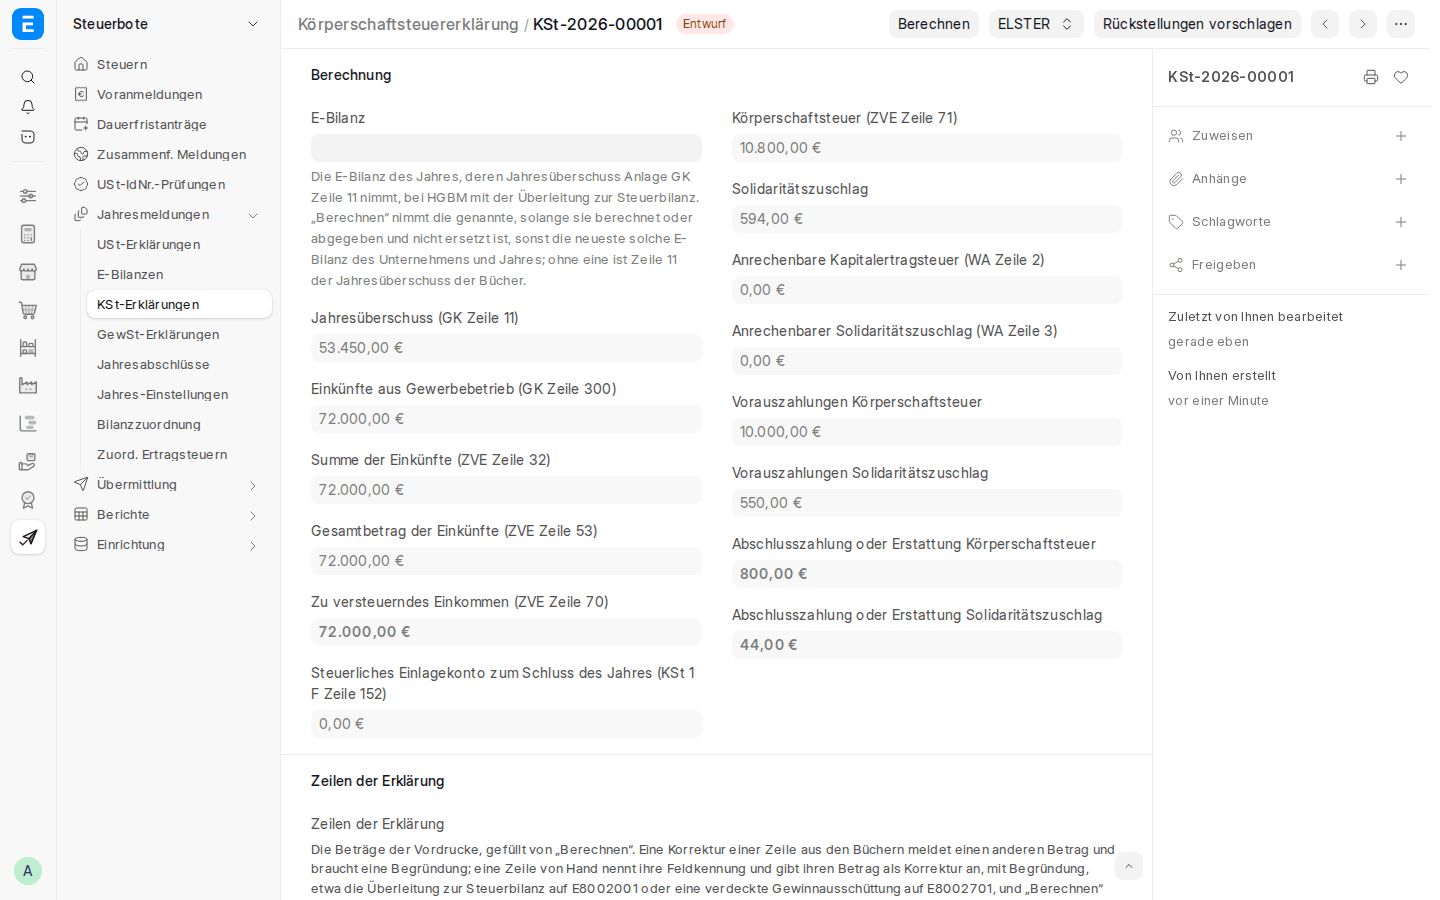 Steuerbote
Steuern
Voranmeldungen
Dauerfristanträge
Zusammenf. Meldungen
USt-IdNr.-Prüfungen
Jahresmeldungen
USt-Erklärungen
E-Bilanzen
KSt-Erklärungen
GewSt-Erklärungen
Jahresabschlüsse
Jahres-Einstellungen
Bilanzzuordnung
Zuord. Ertragsteuern
Übermittlung
Berichte
Einrichtung
A
Körperschaftsteuererklärung / KSt-2026-00001 Entwurf
Berechnen
ELSTER
Rückstellungen vorschlagen
Berechnung
E-Bilanz
Die E-Bilanz des Jahres, deren Jahresüberschuss Anlage GK
Zeile 11 nimmt, bei HGBM mit der Überleitung zur Steuerbilanz.
„Berechnen“ nimmt die genannte, solange sie berechnet oder
abgegeben und nicht ersetzt ist, sonst die neueste solche E-
Bilanz des Unternehmens und Jahres; ohne eine ist Zeile 11
der Jahresüberschuss der Bücher.
Jahresüberschuss (GK Zeile 11)
53.450,00 €
Einkünfte aus Gewerbebetrieb (GK Zeile 300)
72.000,00 €
Summe der Einkünfte (ZVE Zeile 32)
72.000,00 €
Gesamtbetrag der Einkünfte (ZVE Zeile 53)
72.000,00 €
Zu versteuerndes Einkommen (ZVE Zeile 70)
72.000,00 €
Steuerliches Einlagekonto zum Schluss des Jahres (KSt 1
F Zeile 152)
0,00 €
Körperschaftsteuer (ZVE Zeile 71)
10.800,00 €
Solidaritätszuschlag
594,00 €
Anrechenbare Kapitalertragsteuer (WA Zeile 2)
0,00 €
Anrechenbarer Solidaritätszuschlag (WA Zeile 3)
0,00 €
Vorauszahlungen Körperschaftsteuer
10.000,00 €
Vorauszahlungen Solidaritätszuschlag
550,00 €
Abschlusszahlung oder Erstattung Körperschaftsteuer
800,00 €
Abschlusszahlung oder Erstattung Solidaritätszuschlag
44,00 €
Zeilen der Erklärung
Zeilen der Erklärung
Die Beträge der Vordrucke, gefüllt von „Berechnen“. Eine Korrektur einer Zeile aus den Büchern meldet einen anderen Betrag und
braucht eine Begründung; eine Zeile von Hand nennt ihre Feldkennung und gibt ihren Betrag als Korrektur an, mit Begründung,
etwa die Überleitung zur Steuerbilanz auf E8002001 oder eine verdeckte Gewinnausschüttung auf E8002701, und „Berechnen“
KSt-2026-00001
Zuweisen
Anhänge
Schlagworte
Freigeben
Zuletzt von Ihnen bearbeitet
gerade eben
Von Ihnen erstellt
vor einer Minute